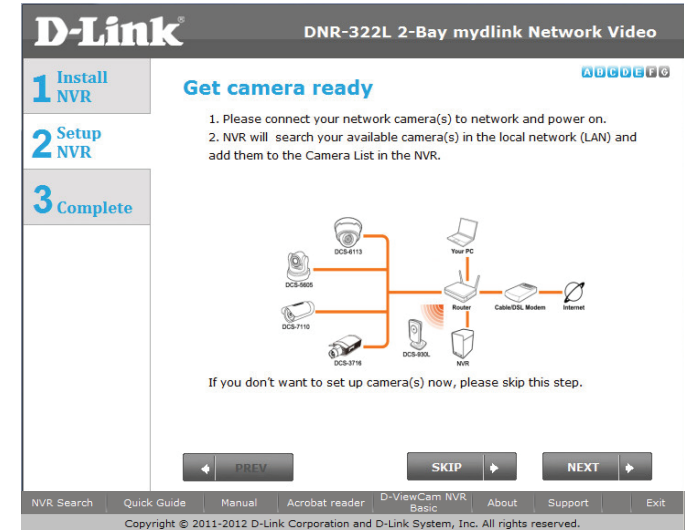 D-Link®
DNR-322L 2-Bay mydlink Network Video
1 Install
NVR
2 Setup
NVR
3 Complete
A B C D E F G
Get camera ready
1. Please connect your network camera(s) to network and power on.
2. NVR will search your available camera(s) in the local network (LAN) and
add them to the Camera List in the NVR.
DCS-6113
Your PC
DCS-5605
Router
Cable/DSL Modem
Internet
DCS-7110
DCS-3716
DCS-930L
NVR
If you don't want to set up camera(s) now, please skip this step.
PREV
SKIP
NEXT
NVR Search
Quick Guide
Manual
Acrobat reader
D-ViewCam NVR
Basic
About
Support
Exit
Copyright © 2011-2012 D-Link Corporation and D-Link System, Inc. All rights reserved.